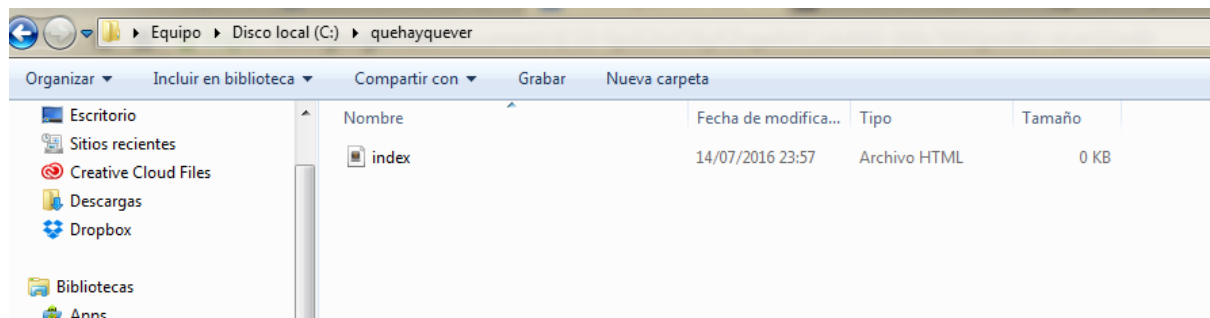 Equipo Disco local (C:) quehayquever
Organizar Incluir en biblioteca Compartir con Grabar Nueva carpeta
Escritorio
Sitios recientes
Creative Cloud Files
Descargas
Dropbox
Bibliotecas
Apps
Nombre Fecha de modifica... Tipo Tamaño
index 14/07/2016 23:57 Archivo HTML 0 KB